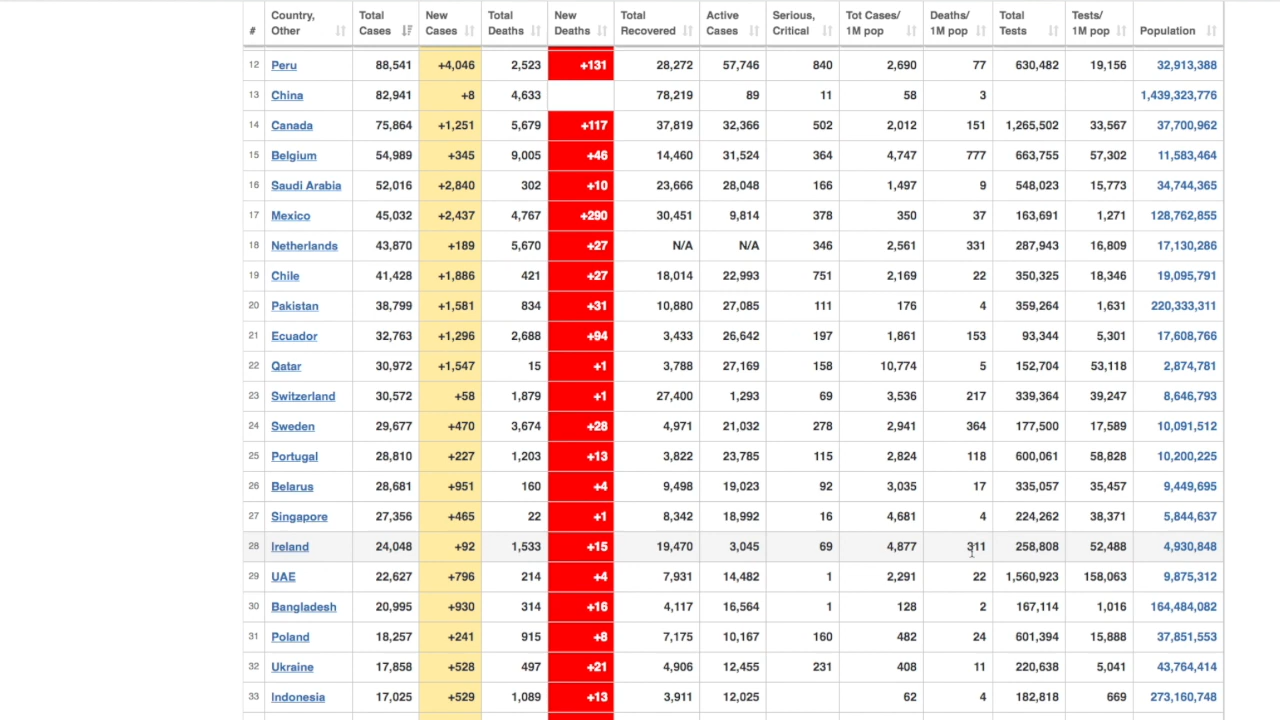 # Country, Other Total Cases New Cases Total Deaths New Deaths Total Recovered Active Cases Serious, Critical Tot Cases/ 1M pop Deaths/ 1M pop Total Tests Tests/ 1M pop Population
12 Peru 88,541 +4,046 2,523 +131 28,272 57,746 840 2,690 77 630,482 19,156 32,913,388
13 China 82,941 +8 4,633 78,219 89 11 58 3 1,439,323,776
14 Canada 75,864 +1,251 5,679 +117 37,819 32,366 502 2,012 151 1,265,502 33,567 37,700,962
15 Belgium 54,989 +345 9,005 +46 14,460 31,524 364 4,747 777 663,755 57,302 11,583,464
16 Saudi Arabia 52,016 +2,840 302 +10 23,666 28,048 166 1,497 9 548,023 15,773 34,744,365
17 Mexico 45,032 +2,437 4,767 +290 30,451 9,814 378 350 37 163,691 1,271 128,762,855
18 Netherlands 43,870 +189 5,670 +27 N/A N/A 346 2,561 331 287,943 16,809 17,130,286
19 Chile 41,428 +1,886 421 +27 18,014 22,993 751 2,169 22 350,325 18,346 19,095,791
20 Pakistan 38,799 +1,581 834 +31 10,880 27,085 111 176 4 359,264 1,631 220,333,311
21 Ecuador 32,763 +1,296 2,688 +94 3,433 26,642 197 1,861 153 93,344 5,301 17,608,766
22 Qatar 30,972 +1,547 15 +1 3,788 27,169 158 10,774 5 152,704 53,118 2,874,781
23 Switzerland 30,572 +58 1,879 +1 27,400 1,293 69 3,536 217 339,364 39,247 8,646,793
24 Sweden 29,677 +470 3,674 +28 4,971 21,032 278 2,941 364 177,500 17,589 10,091,512
25 Portugal 28,810 +227 1,203 +13 3,822 23,785 115 2,824 118 600,061 58,828 10,200,225
26 Belarus 28,681 +951 160 +4 9,498 19,023 92 3,035 17 335,057 35,457 9,449,695
27 Singapore 27,356 +465 22 +1 8,342 18,992 16 4,681 4 224,262 38,371 5,844,637
28 Ireland 24,048 +92 1,533 +15 19,470 3,045 69 4,877 311 258,808 52,488 4,930,848
29 UAE 22,627 +796 214 +4 7,931 14,482 1 2,291 22 1,560,923 158,063 9,875,312
30 Bangladesh 20,995 +930 314 +16 4,117 16,564 1 128 2 167,114 1,016 164,484,082
31 Poland 18,257 +241 915 +8 7,175 10,167 160 482 24 601,394 15,888 37,851,553
32 Ukraine 17,858 +528 497 +21 4,906 12,455 231 408 11 220,638 5,041 43,764,414
33 Indonesia 17,025 +529 1,089 +13 3,911 12,025 62 4 182,318 669 273,160,748